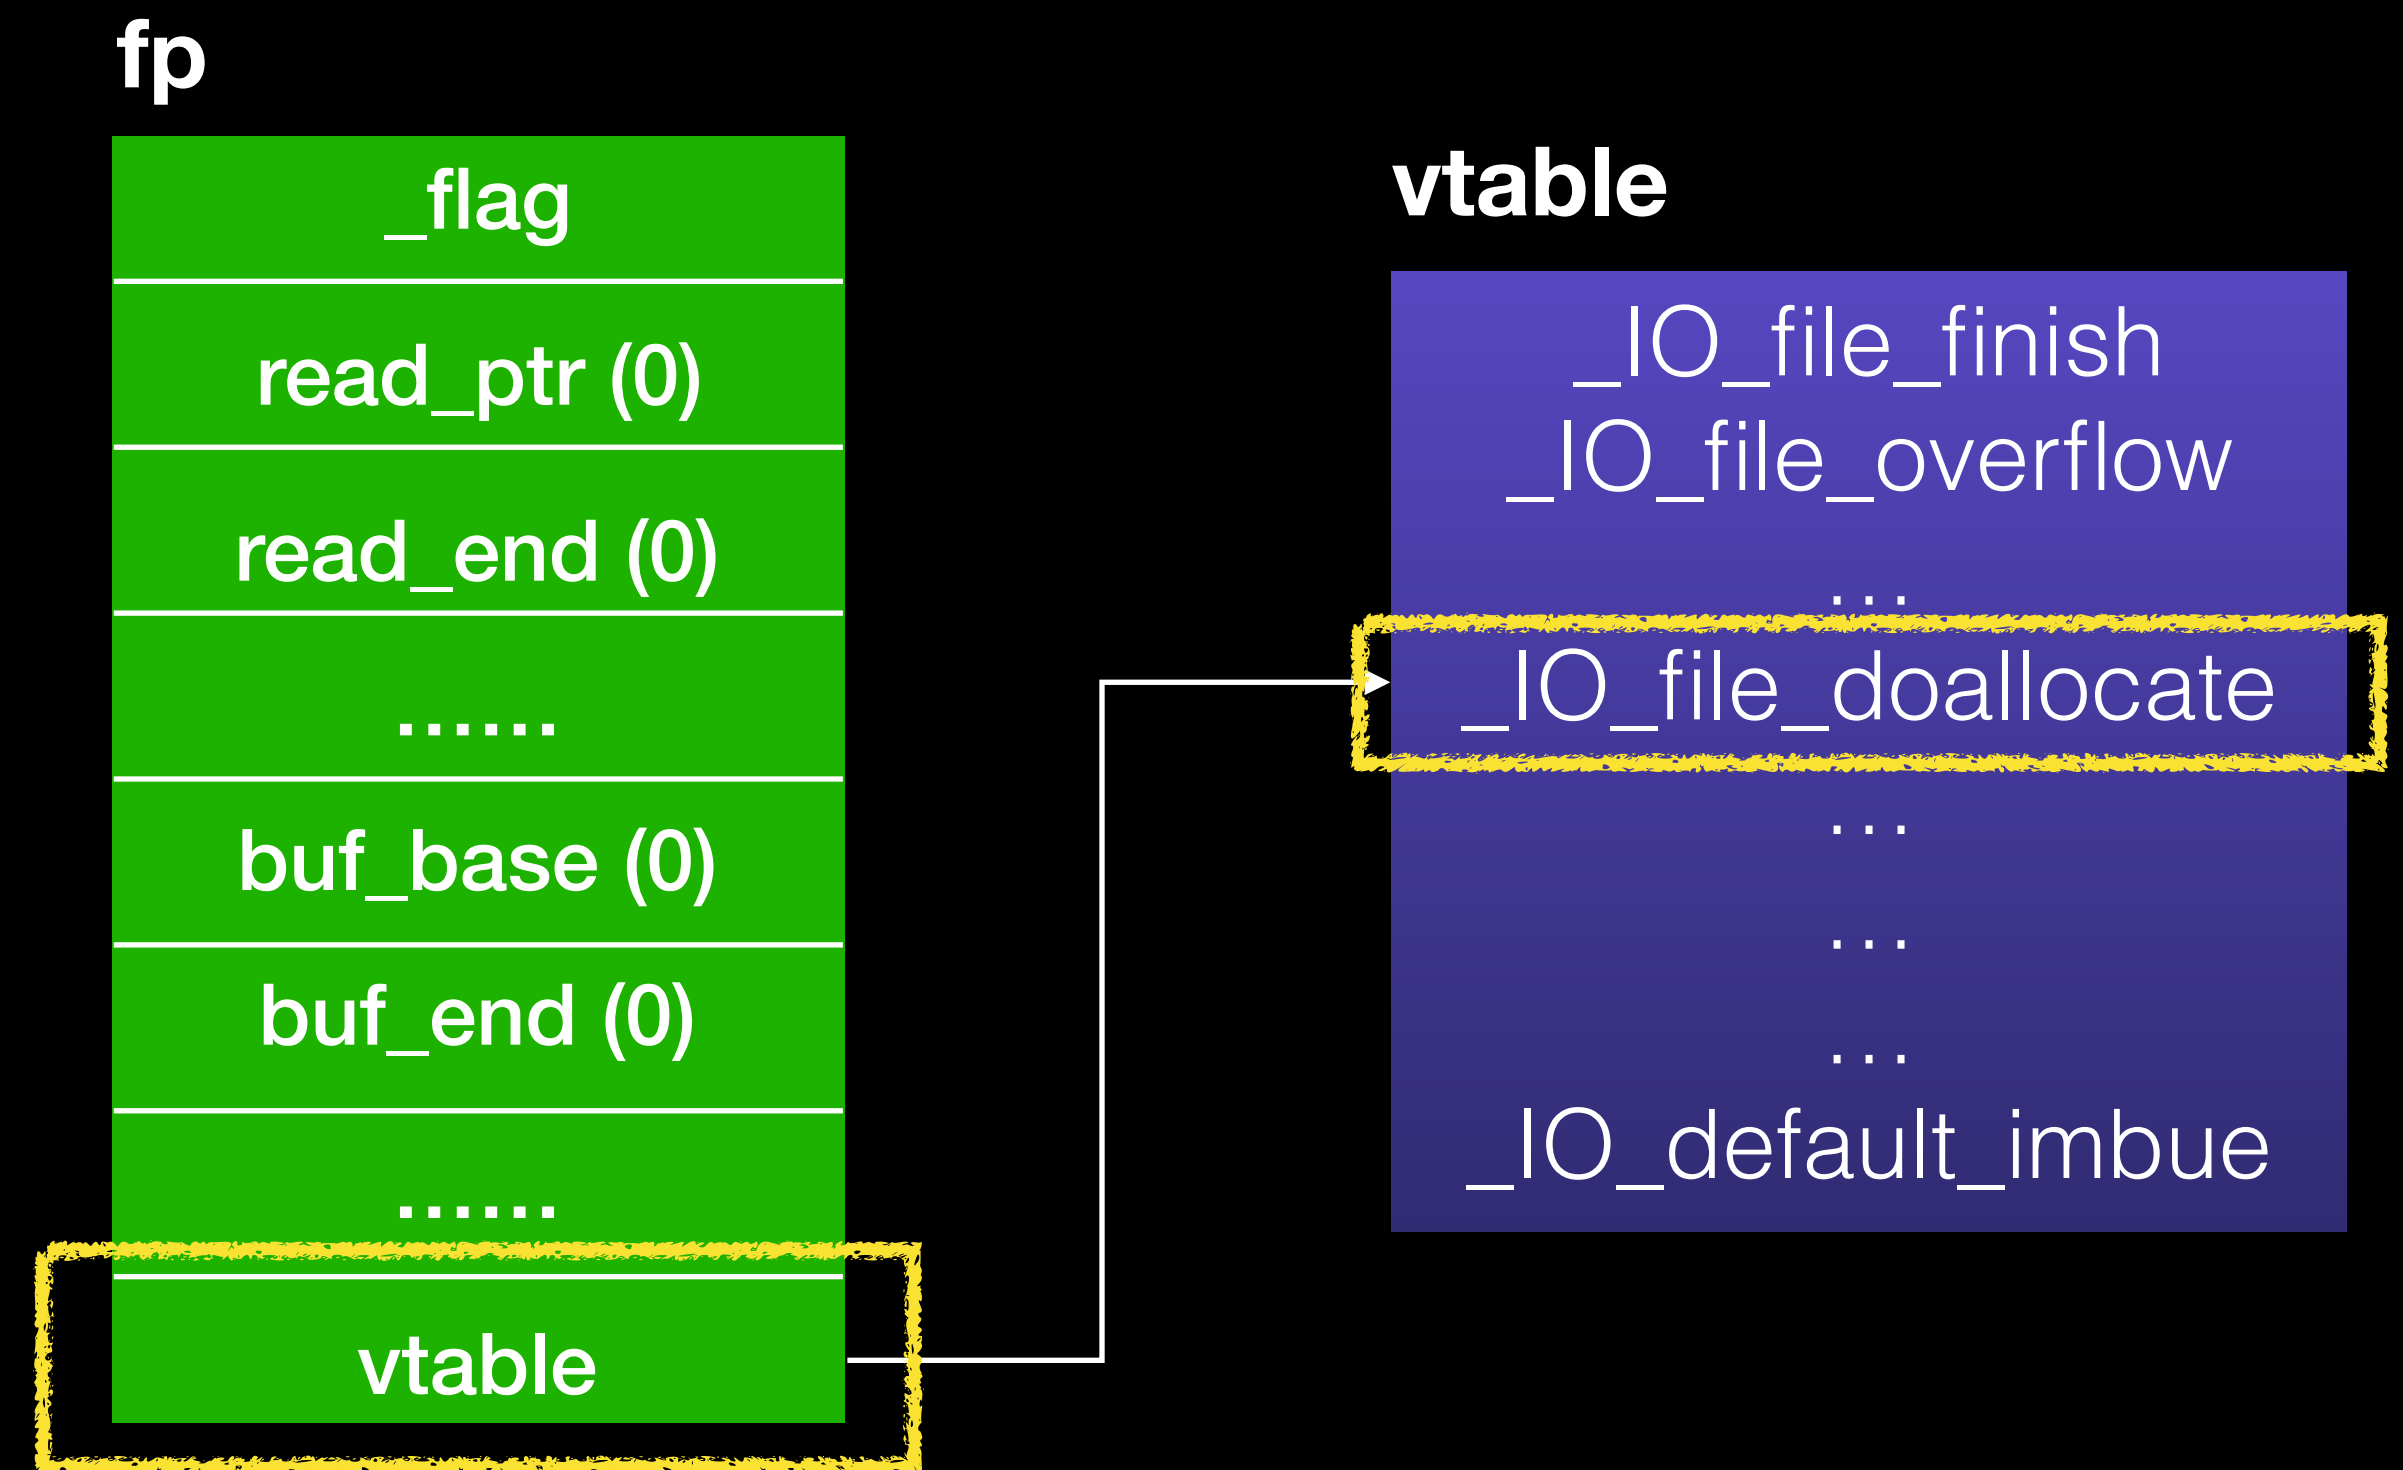 fp
_flag
read_ptr (0)
read_end (0)
......
buf_base (0)
buf_end (0)
......
vtable
vtable
_IO_file_finish
_IO_file_overflow
...
_IO_file_doallocate
...
...
...
_IO_default_imbue